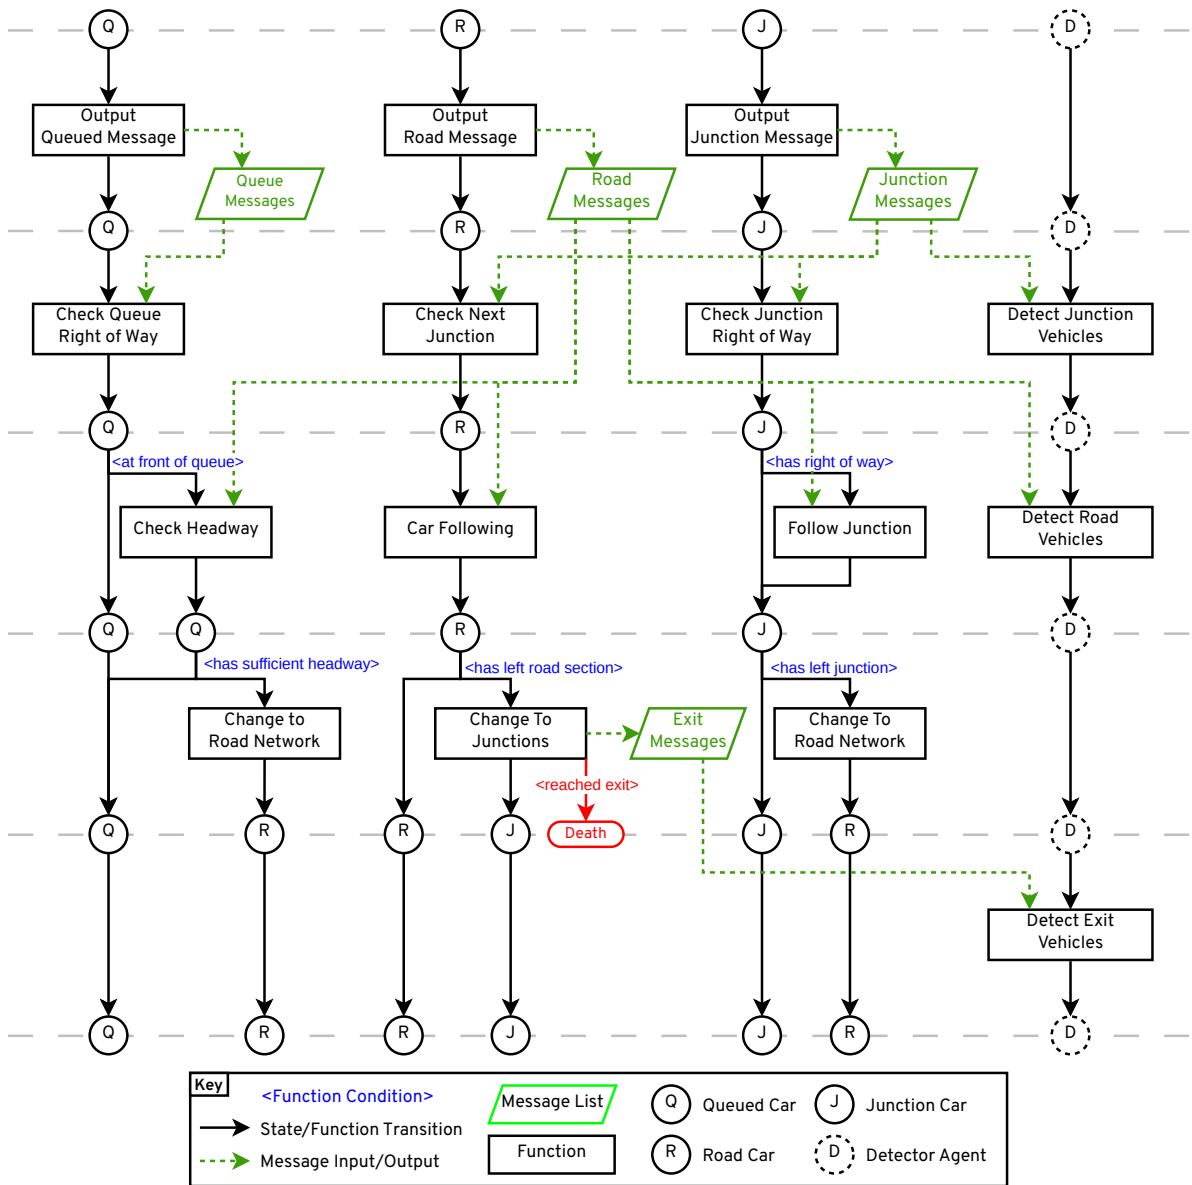 Q
R
J
D
Output
Queued Message
Output
Road Message
Output
Junction Message
Queue
Messages
Road
Messages
Junction
Messages
Q
R
J
D
Check Queue
Right of Way
Check Next
Junction
Check Junction
Right of Way
Detect Junction
Vehicles
Q
R
J
D
<at front of queue>
<has right of way>
Check Headway
Car Following
Follow Junction
Detect Road
Vehicles
Q
Q
R
J
D
<has sufficient headway>
<has left road section>
<has left junction>
Change to
Road Network
Change To
Junctions
Exit
Messages
Change To
Road Network
<reached exit>
Q
R
R
J
Death
J
R
D
Detect Exit
Vehicles
Q
R
R
J
J
R
D
Key
<Function Condition>
State/Function Transition
Message Input/Output
Message List
Function
Q
Queued Car
R
Road Car
J
Junction Car
D
Detector Agent